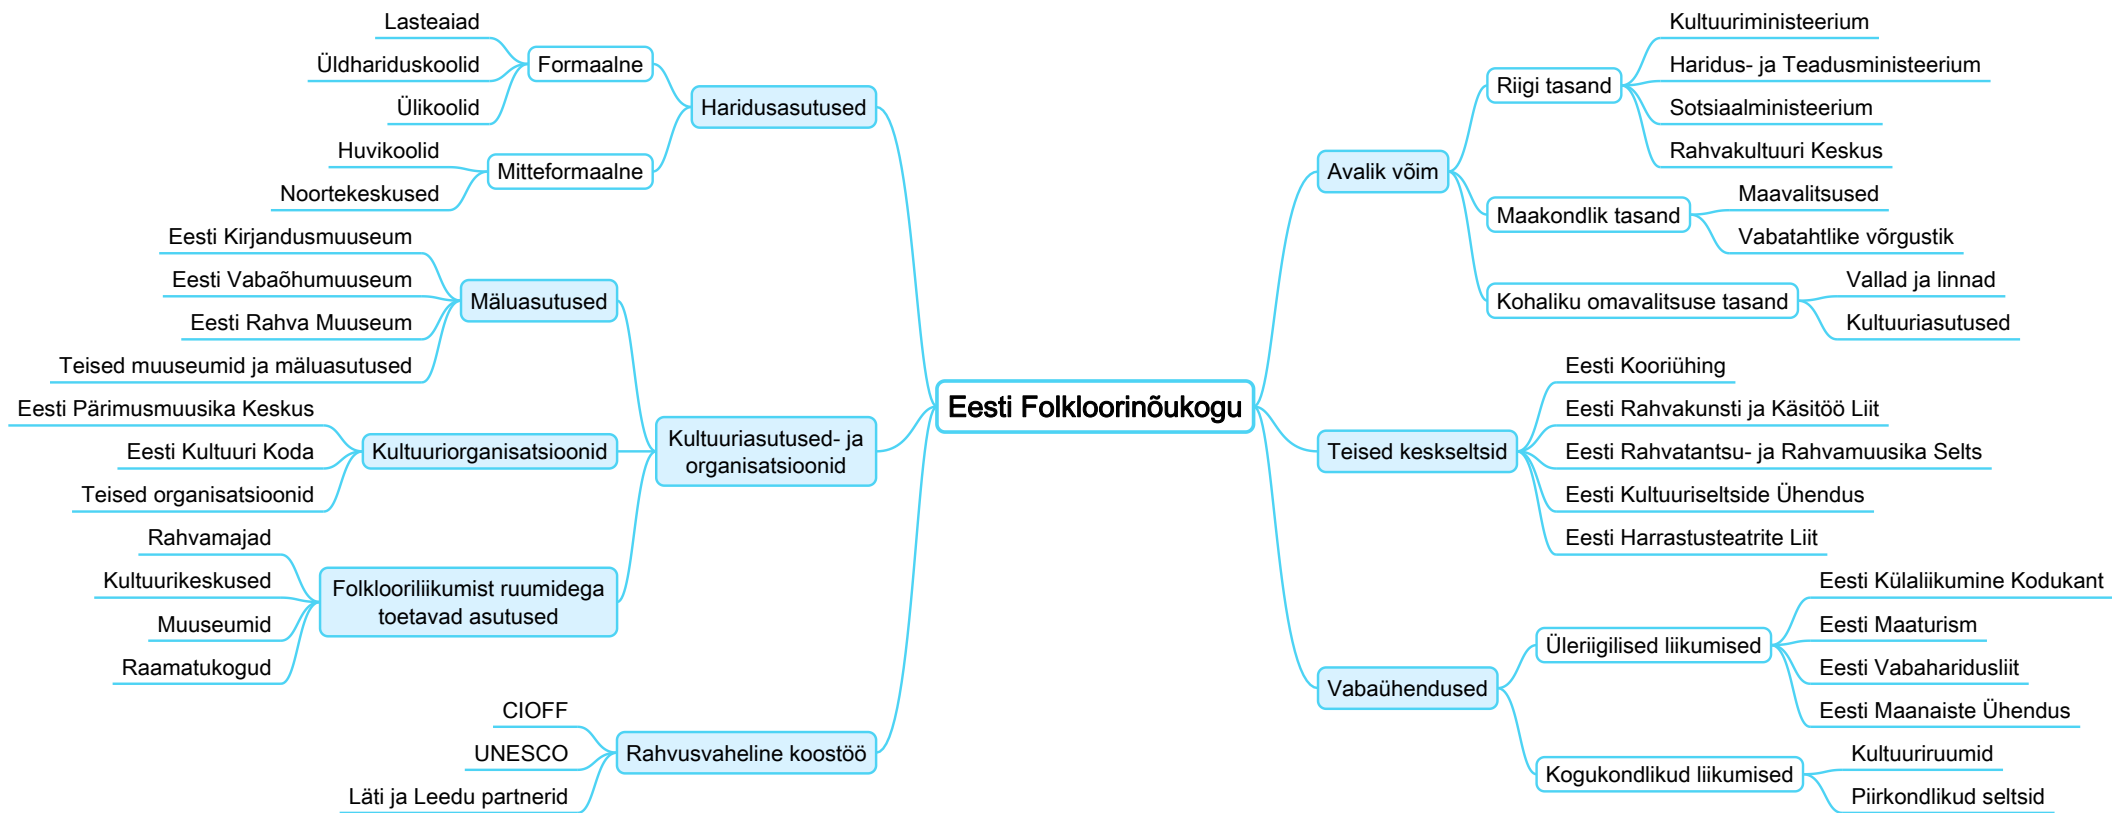 Lasteaiad
Üldhariduskoolid
Ülikoolid
Formaalne
Huvikoolid
Noortekeskused
Mitteformaalne
Haridusasutused
Eesti Kirjandusmuuseum
Eesti Vabaõhumuuseum
Eesti Rahva Muuseum
Teised muuseumid ja mäluasutused
Mäluasutused
Eesti Pärimusmuusika Keskus
Eesti Kultuuri Koda
Teised organisatsioonid
Kultuuriorganisatsioonid
Rahvamajad
Kultuurikeskused
Muuseumid
Raamatukogud
Folklooriliikumist ruumidega
toetavad asutused
Kultuuriasutused- ja
organisatsioonid
CIOFF
UNESCO
Läti ja Leedu partnerid
Rahvusvaheline koostöö
Eesti Folkloorinõukogu
Avalik võim
Riigi tasand
Kultuuriministeerium
Haridus- ja Teadusministeerium
Sotsiaalministeerium
Rahvakultuuri Keskus
Maakondlik tasand
Maavalitsused
Vabatahtlike võrgustik
Kohaliku omavalitsuse tasand
Vallad ja linnad
Kultuuriasutused
Teised keskseltsid
Eesti Kooriühing
Eesti Rahvakunsti ja Käsitöö Liit
Eesti Rahvatantsu- ja Rahvamuusika Selts
Eesti Kultuuriseltside Ühendus
Eesti Harrastusteatrite Liit
Vabaühendused
Üleriigilised liikumised
Eesti Külaliikumine Kodukant
Eesti Maaturism
Eesti Vabaharidusliit
Eesti Maanaiste Ühendus
Kogukondlikud liikumised
Kultuuriruumid
Piirkondlikud seltsid